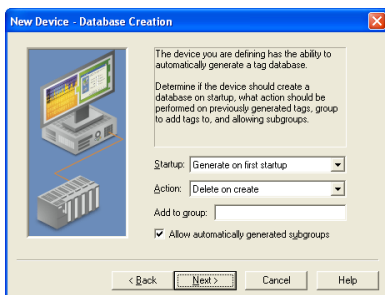 New Device - Database Creation
The device you are defining has the ability to
automatically generate a tag database.
Determine if the device should create a
database on startup, what action should be
performed on previously generated tags, group
to add tags to, and allowing subgroups.
Startup: Generate on first startup
Action: Delete on create
Add to group:
Allow automatically generated subgroups
< Back Next > Cancel Help